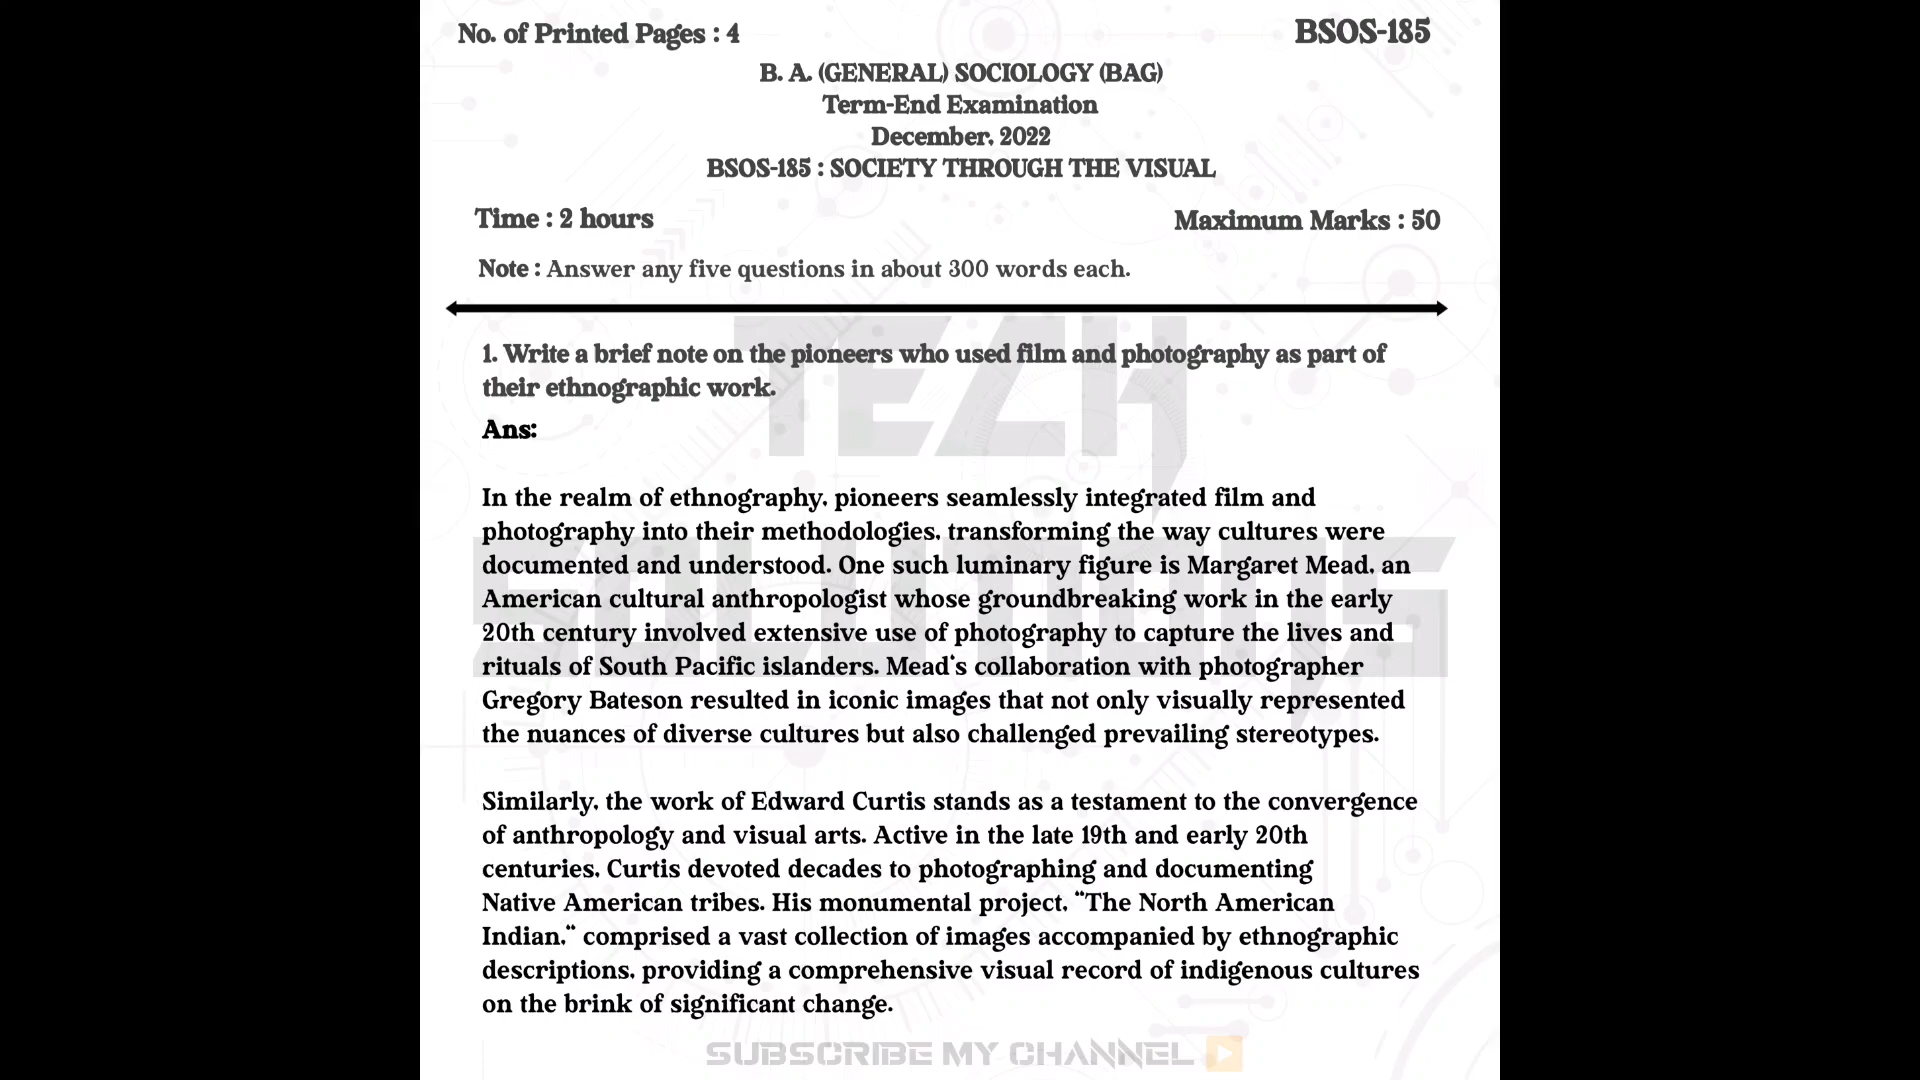 No. of Printed Pages : 4
BSOS-185
B. A. (GENERAL) SOCIOLOGY (BAG)
Term-End Examination
December, 2022
BSOS-185 : SOCIETY THROUGH THE VISUAL
Time : 2 hours
Maximum Marks : 50
Note : Answer any five questions in about 300 words each.
TECH
SOLUTIONS
1. Write a brief note on the pioneers who used film and photography as part of
their ethnographic work.
Ans:
In the realm of ethnography, pioneers seamlessly integrated film and
photography into their methodologies, transforming the way cultures were
documented and understood. One such luminary figure is Margaret Mead, an
American cultural anthropologist whose groundbreaking work in the early
20th century involved extensive use of photography to capture the lives and
rituals of South Pacific islanders. Mead's collaboration with photographer
Gregory Bateson resulted in iconic images that not only visually represented
the nuances of diverse cultures but also challenged prevailing stereotypes.
Similarly, the work of Edward Curtis stands as a testament to the convergence
of anthropology and visual arts. Active in the late 19th and early 20th
centuries, Curtis devoted decades to photographing and documenting
Native American tribes. His monumental project, "The North American
Indian," comprised a vast collection of images accompanied by ethnographic
descriptions, providing a comprehensive visual record of indigenous cultures
on the brink of significant change.
SUBSCRIBE MY CHANNEL